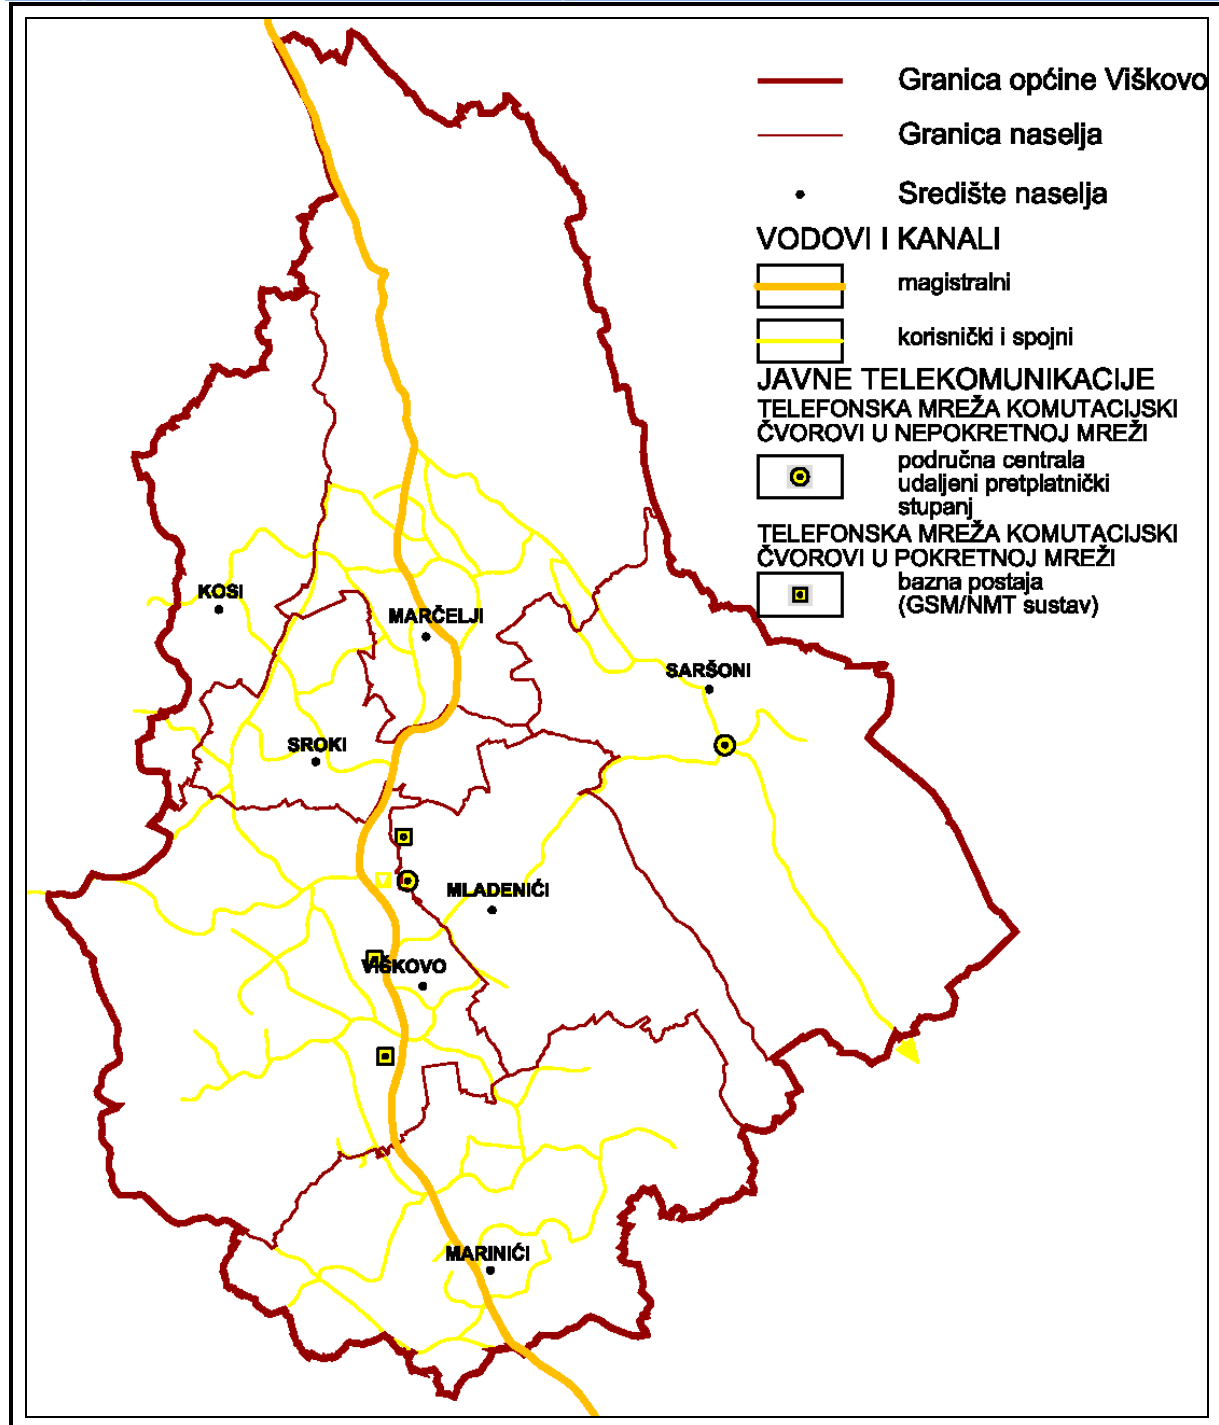 Granica općine Viškovo
Granica naselja
Središte naselja
VODOVI I KANALI
magistralni
korisnički i spojni
JAVNE TELEKOMUNIKACIJE
TELEFONSKA MREŽA KOMUTACIJSKI
ČVOROVI U NEPOKRETNOJ MREŽI
područna centrala
udaljeni pretplatnički
stupanj
TELEFONSKA MREŽA KOMUTACIJSKI
ČVOROVI U POKRETNOJ MREŽI
bazna postaja
(GSM/NMT sustav)
KOSI
MARČELJI
SARŠONI
SROKI
MLADENIĆI
VIŠKOVO
MARINIĆI